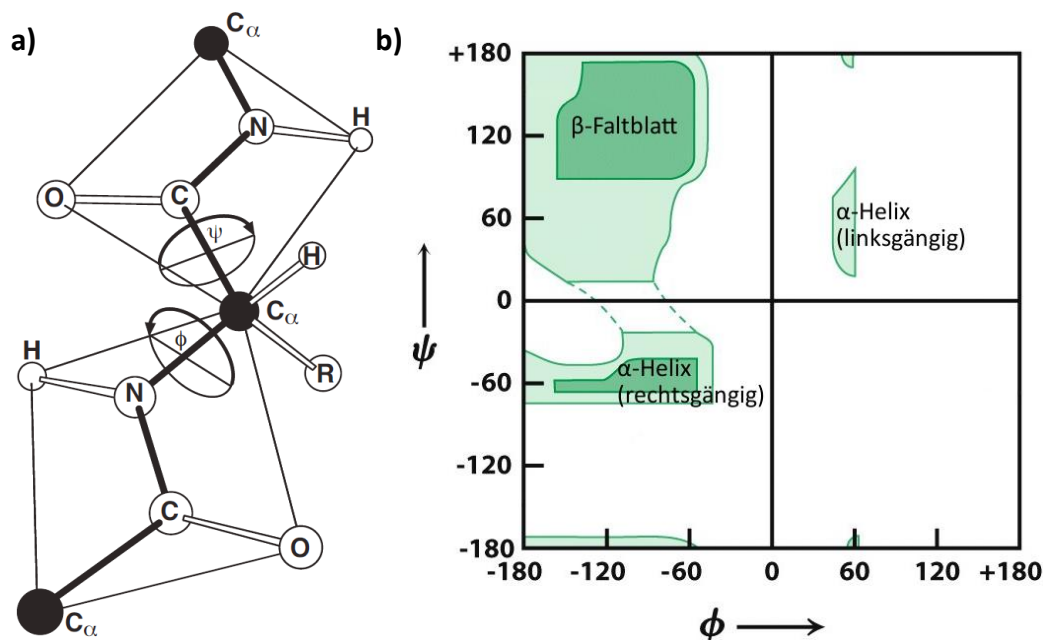 a)
Cα
N
H
O
C
ψ
H
Cα
ϕ
H
R
N
C
O
Cα
b)
+180
120
60
0
-60
-120
-180
ψ
β-Faltblatt
α-Helix
(linksgängig)
α-Helix
(rechtsgängig)
-180 -120 -60 0 60 120 +180
ϕ